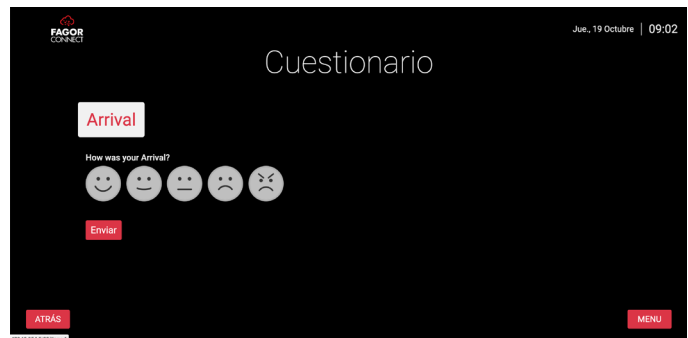 FAGOR
CONNECT
Jue., 19 Octubre | 09:02
Cuestionario
Arrival
How was your Arrival?
Enviar
ATRÁS
MENU